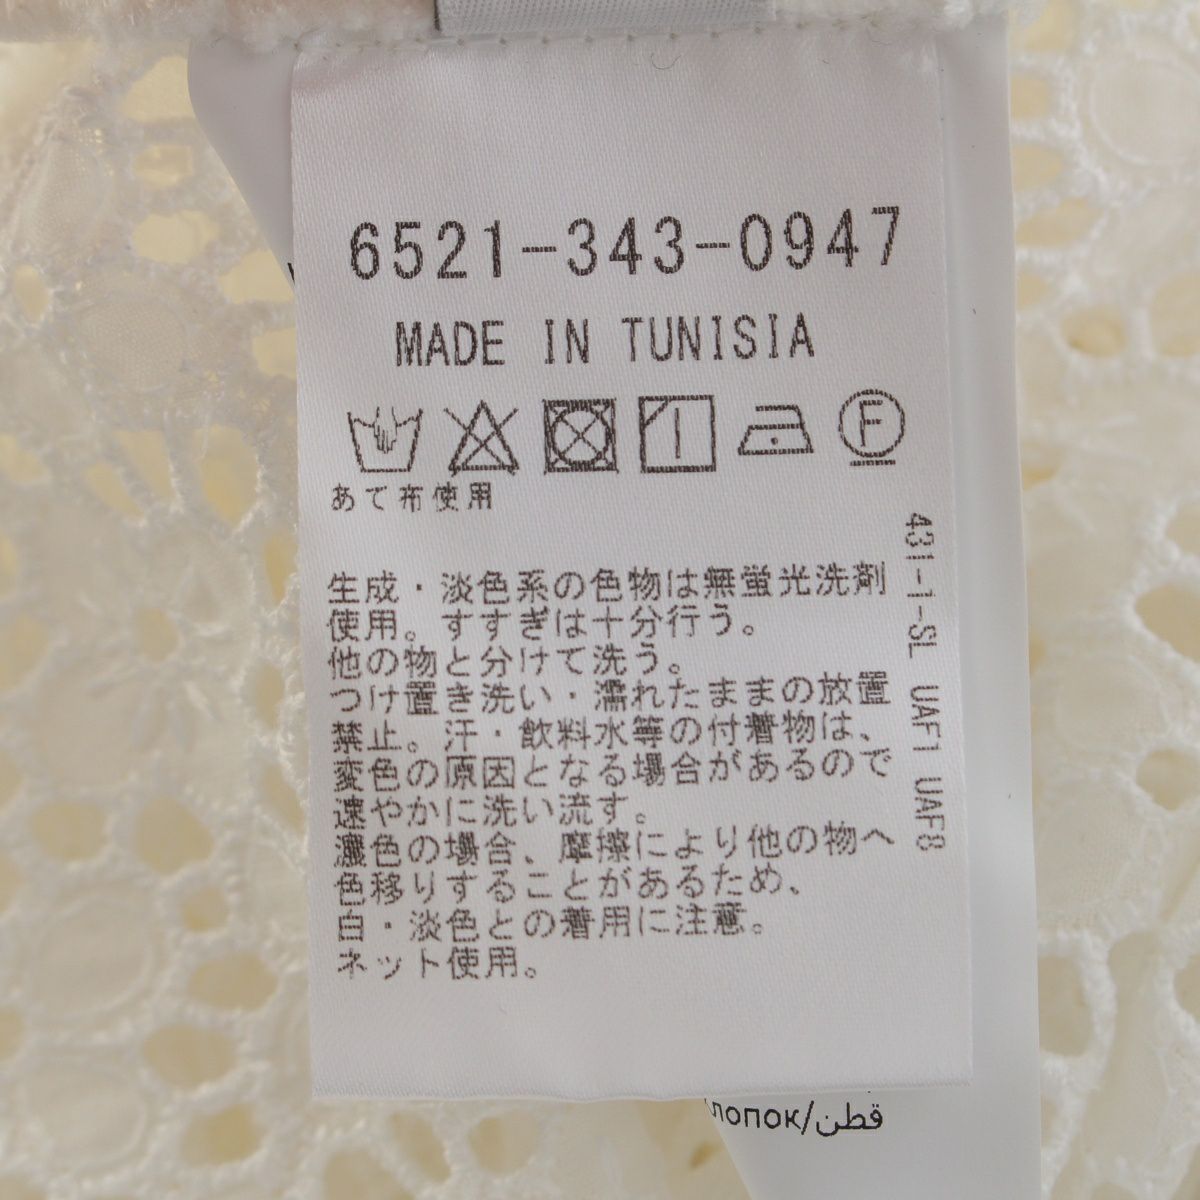 6521-343-0947
MADE IN TUNISIA
F
あて布使用
生成・淡色系の色物は無蛍光洗剤
使用。すすぎは十分行う。
他の物と分けて洗う。
つけ置き洗い・濡れたままの放置
禁止。汗・飲料水等の付着物は、
変色の原因となる場合があるので
速やかに洗い流す。
濃色の場合、摩擦により他の物へ
色移りすることがあるため、
白・淡色との着用に注意。
ネット使用。
431-1-SL UAF1 UAF8
лопок/قطن